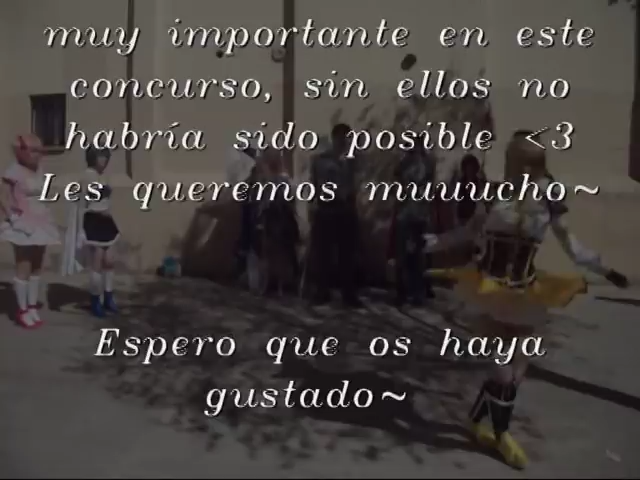 muy importante en este
concurso, sin ellos no
habría sido posible <3
Les queremos muuucho~
Espero que os haya
gustado~